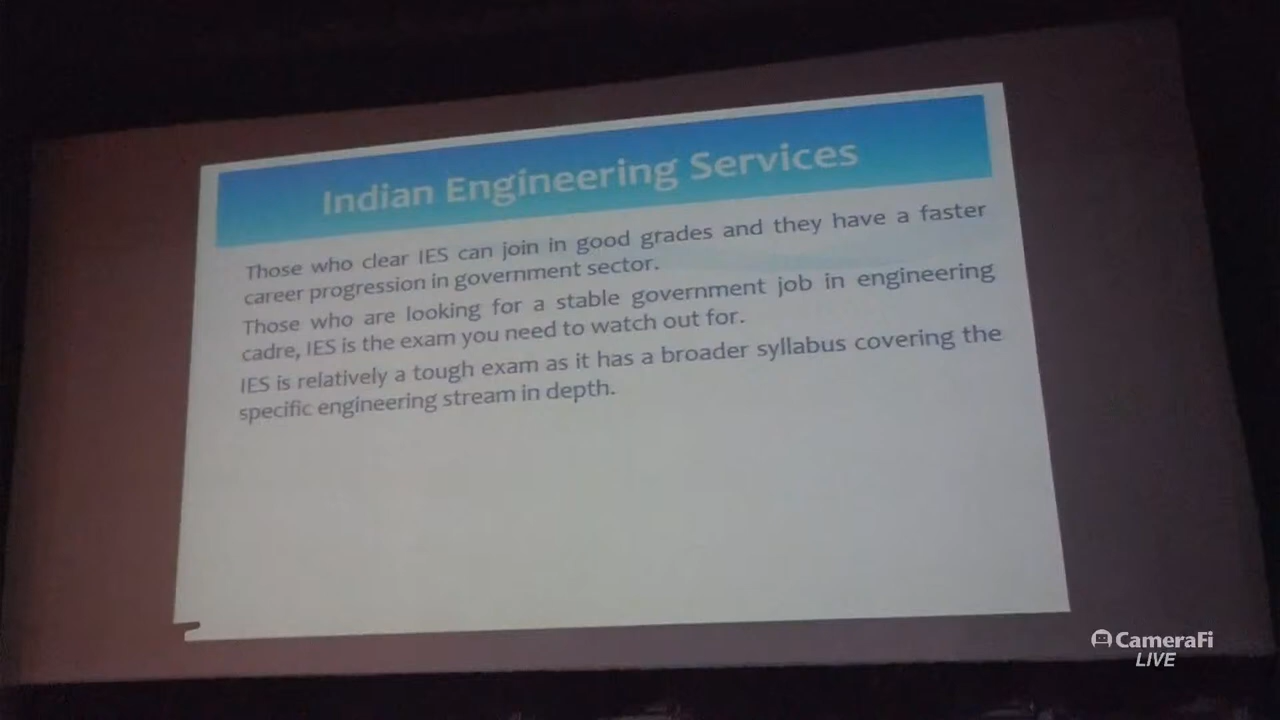 Indian Engineering Services
Those who clear IES can join in good grades and they have a faster
career progression in government sector.
Those who are looking for a stable government job in engineering
cadre, IES is the exam you need to watch out for.
IES is relatively a tough exam as it has a broader syllabus covering the
specific engineering stream in depth.
CameraFi
LIVE